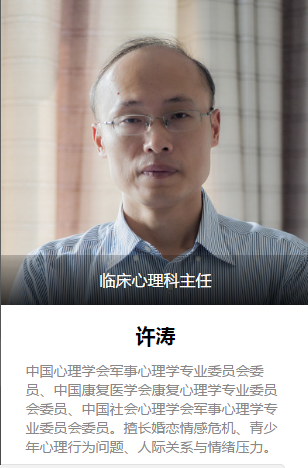 临床心理科主任
许涛
中国心理学会军事心理学专业委员会委
员、中国康复医学会康复心理学专业委员
会委员、中国社会心理学会军事心理学专
业委员会委员。擅长婚恋情感危机、青少
年心理行为问题、人际关系与情绪压力。